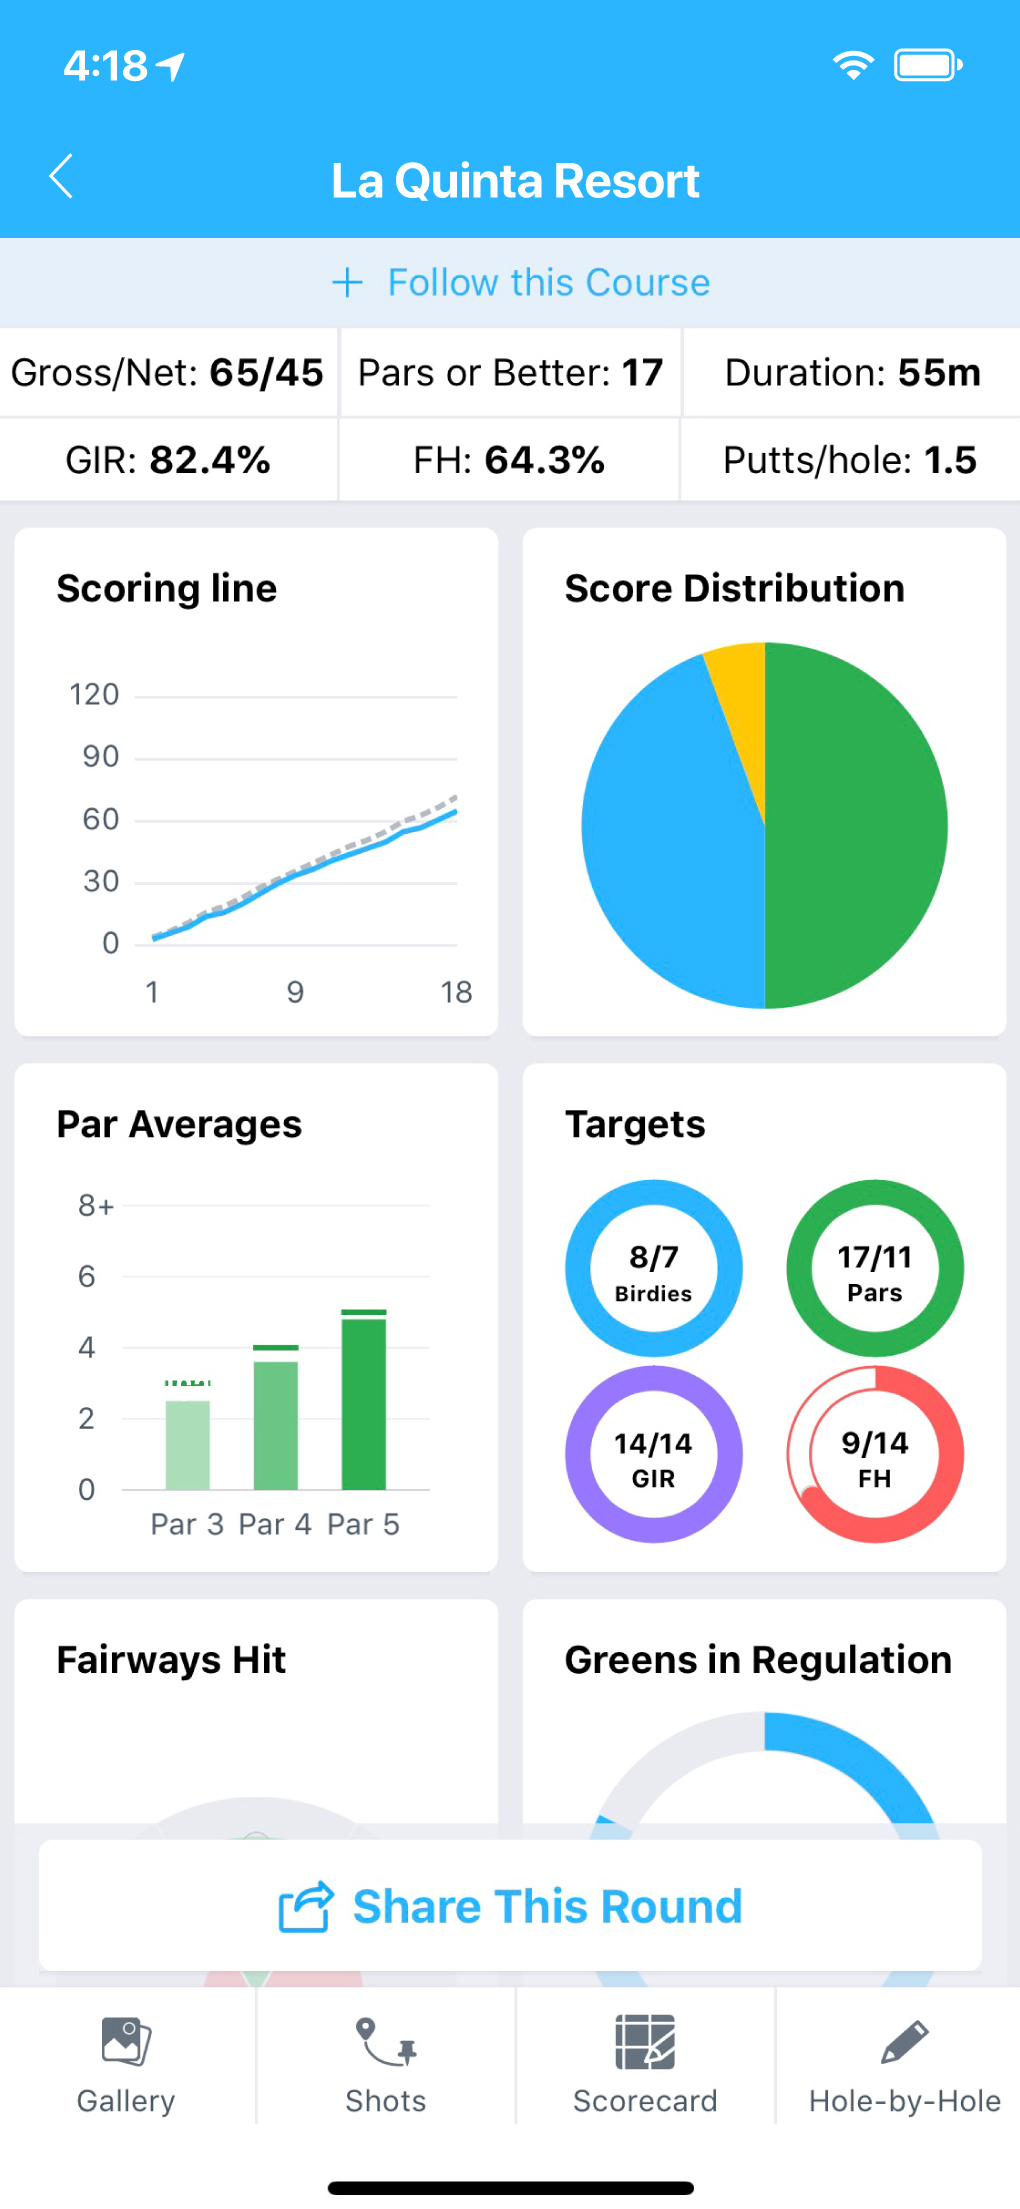 4:18
La Quinta Resort
+ Follow this Course
Gross/Net: 65/45 Pars or Better: 17 Duration: 55m
GIR: 82.4% FH: 64.3% Putts/hole: 1.5
Scoring line
120
90
60
30
0
1 9 18
Score Distribution
Par Averages
8+
6
4
2
0
Par 3 Par 4 Par 5
Targets
8/7
Birdies
17/11
Pars
14/14
GIR
9/14
FH
Fairways Hit
Greens in Regulation
Share This Round
Gallery Shots Scorecard Hole-by-Hole